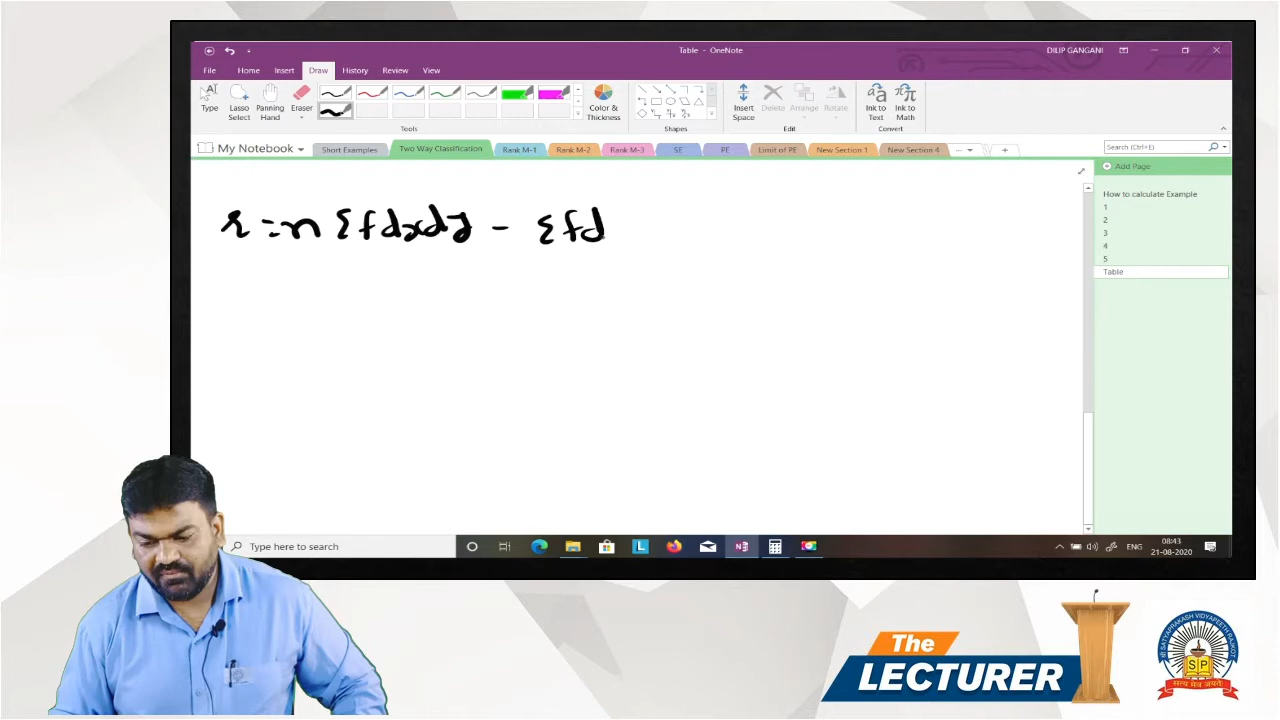 Table - OneNote
DILIP GANGANI
File Home Insert Draw History Review View
Type Lasso Select Panning Hand Eraser Color & Thickness Insert Space Delete Arrange Rotate Ink to Text Ink to Math
Tools Shapes Edit Convert
My Notebook Short Examples Two Way Classification Rank M-1 Rank M-2 Rank M-3 SE PE Limit of PE New Section 1 New Section 4 ... +
Search (Ctrl+E)
Add Page
How to calculate Example
1
2
3
4
5
Table
r = n Σfdxdy - Σfd
Type here to search
ENG
08:43
21-08-2020
The
LECTURER
SP
सत्यमेव जयते